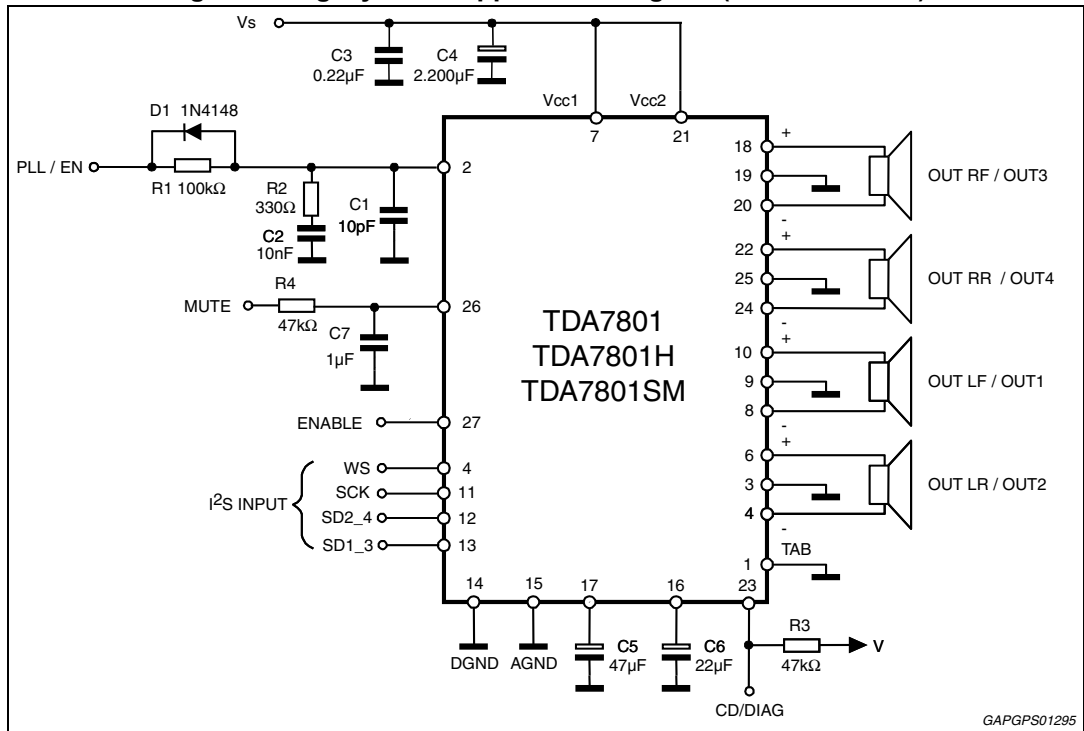 Vs
C3
0.22µF
C4
2.200µF
Vcc1
Vcc2
7
21
D1 1N4148
PLL / EN
R1 100kΩ
R2
330Ω
C2
10nF
C1
10pF
2
R4
MUTE
47kΩ
C7
1µF
26
ENABLE
27
I²S INPUT
WS
4
SCK
11
SD2_4
12
SD1_3
13
TDA7801
TDA7801H
TDA7801SM
18
+
19
20
-
OUT RF / OUT3
22
+
25
24
-
OUT RR / OUT4
10
+
9
8
-
OUT LF / OUT1
6
+
3
4
-
OUT LR / OUT2
1
TAB
14
15
17
16
23
DGND
AGND
C5
47µF
C6
22µF
R3
47kΩ
V
CD/DIAG
GAPGPS01295